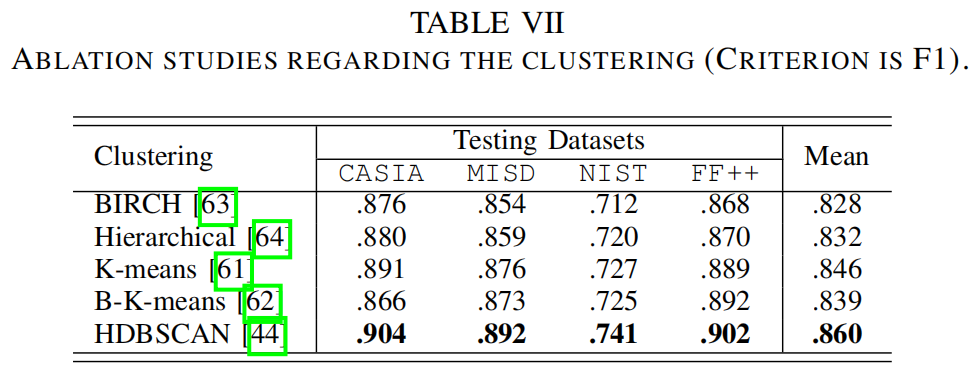 TABLE VII
ABLATION STUDIES REGARDING THE CLUSTERING (CRITERION IS F1).
Clustering Testing Datasets Mean
CASIA MISD NIST FF++
BIRCH [63] .876 .854 .712 .868 .828
Hierarchical [64] .880 .859 .720 .870 .832
K-means [61] .891 .876 .727 .889 .846
B-K-means [62] .866 .873 .725 .892 .839
HDBSCAN [44] .904 .892 .741 .902 .860